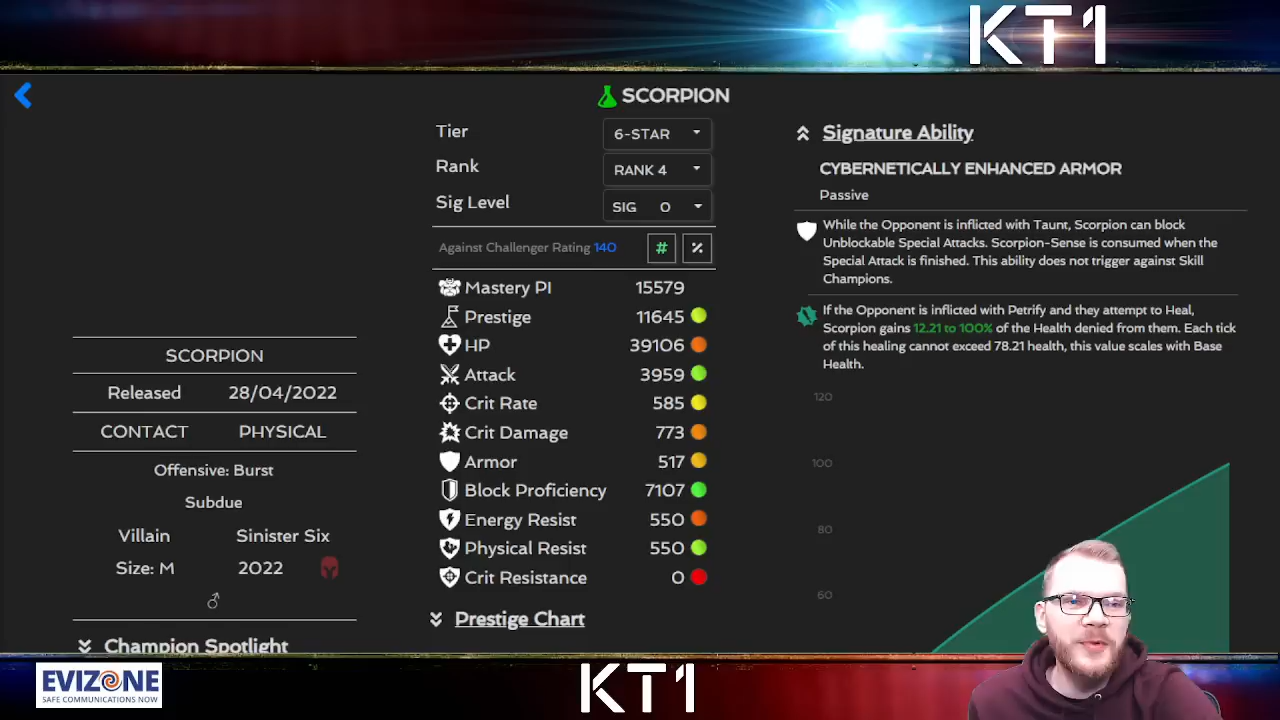 KT1
SCORPION
Tier
6-STAR
Rank
RANK 4
Sig Level
SIG 0
Against Challenger Rating 140
# %
Mastery PI 15579
Prestige 11645
HP 39106
Attack 3959
Crit Rate 585
Crit Damage 773
Armor 517
Block Proficiency 7107
Energy Resist 550
Physical Resist 550
Crit Resistance 0
Prestige Chart
SCORPION
Released 28/04/2022
CONTACT PHYSICAL
Offensive: Burst
Subdue
Villain Sinister Six
Size: M 2022
♂
Champion Spotlight
Signature Ability
CYBERNETICALLY ENHANCED ARMOR
Passive
While the Opponent is inflicted with Taunt, Scorpion can block
Unblockable Special Attacks. Scorpion-Sense is consumed when the
Special Attack is finished. This ability does not trigger against Skill
Champions.
If the Opponent is inflicted with Petrify and they attempt to Heal,
Scorpion gains 12.21 to 100% of the Health denied from them. Each tick
of this healing cannot exceed 78.21 health, this value scales with Base
Health.
120
100
80
60
EVIZONE
SAFE COMMUNICATIONS NOW
KT1